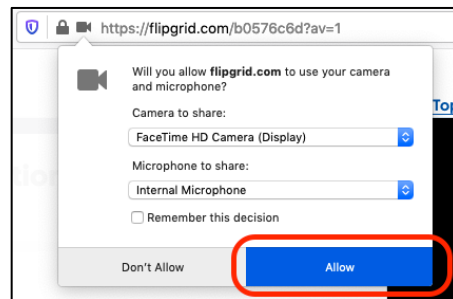 https://flipgrid.com/b0576c6d?av=1
Will you allow flipgrid.com to use your camera
and microphone?
Top
Camera to share:
FaceTime HD Camera (Display)
Microphone to share:
Internal Microphone
Remember this decision
Don't Allow
Allow